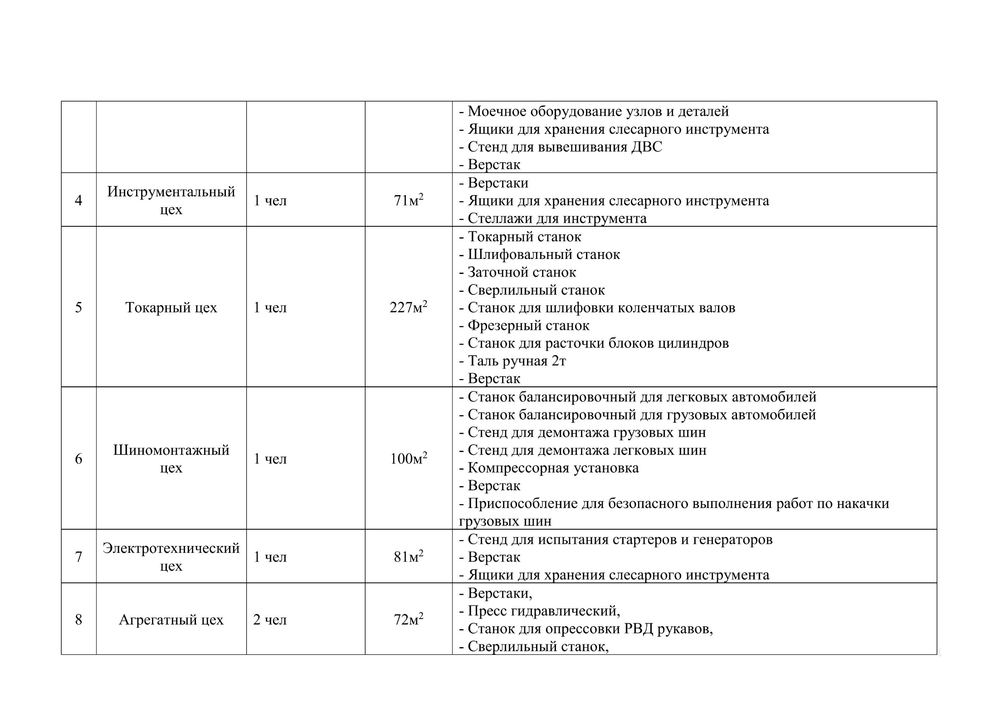 - Моечное оборудование узлов и деталей
- Ящики для хранения слесарного инструмента
- Стенд для вывешивания ДВС
- Верстак
4
Инструментальный
цех
1 чел
71м²
- Верстаки
- Ящики для хранения слесарного инструмента
- Стеллажи для инструмента
5
Токарный цех
1 чел
227м²
- Токарный станок
- Шлифовальный станок
- Заточной станок
- Сверлильный станок
- Станок для шлифовки коленчатых валов
- Фрезерный станок
- Станок для расточки блоков цилиндров
- Таль ручная 2т
- Верстак
6
Шиномонтажный
цех
1 чел
100м²
- Станок балансировочный для легковых автомобилей
- Станок балансировочный для грузовых автомобилей
- Стенд для демонтажа грузовых шин
- Стенд для демонтажа легковых шин
- Компрессорная установка
- Верстак
- Приспособление для безопасного выполнения работ по накачки
грузовых шин
7
Электротехнический
цех
1 чел
81м²
- Стенд для испытания стартеров и генераторов
- Верстак
- Ящики для хранения слесарного инструмента
8
Агрегатный цех
2 чел
72м²
- Верстаки,
- Пресс гидравлический,
- Станок для опрессовки РВД рукавов,
- Сверлильный станок,